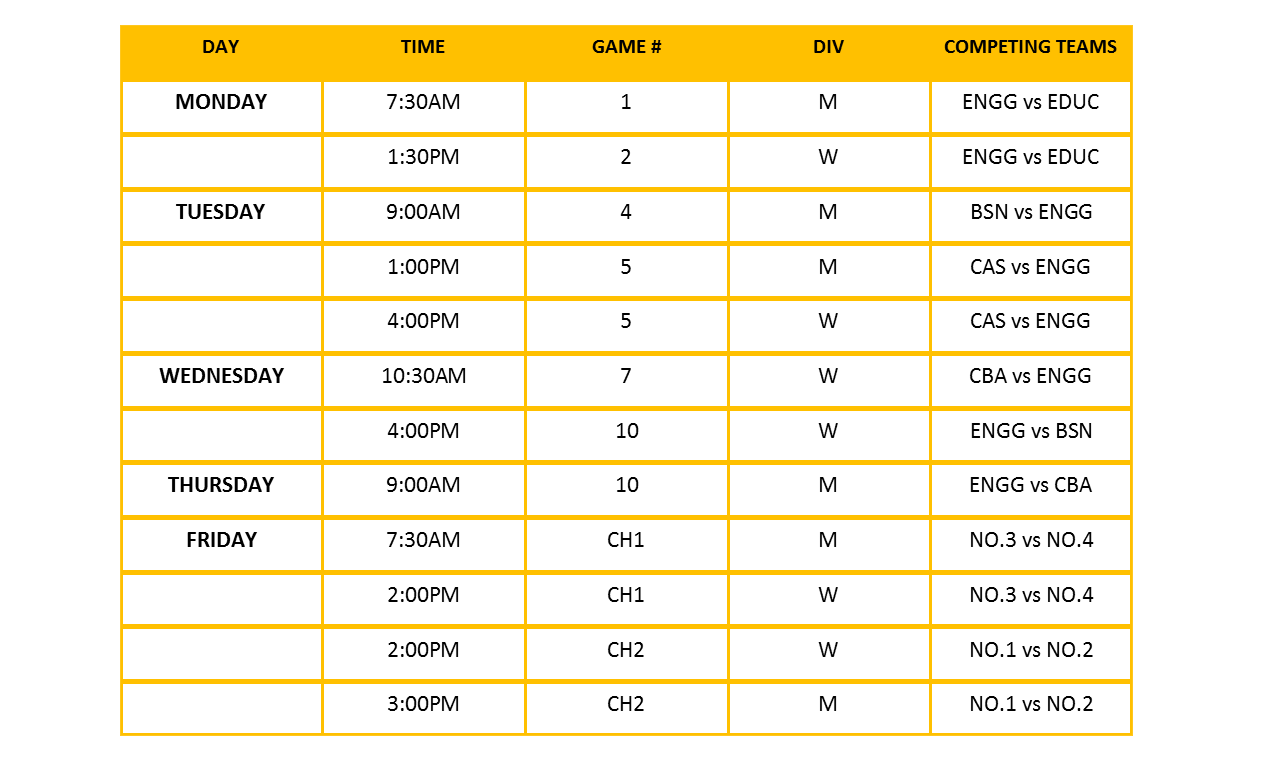 DAY TIME GAME # DIV COMPETING TEAMS
MONDAY 7:30AM 1 M ENGG vs EDUC
1:30PM 2 W ENGG vs EDUC
TUESDAY 9:00AM 4 M BSN vs ENGG
1:00PM 5 M CAS vs ENGG
4:00PM 5 W CAS vs ENGG
WEDNESDAY 10:30AM 7 W CBA vs ENGG
4:00PM 10 W ENGG vs BSN
THURSDAY 9:00AM 10 M ENGG vs CBA
FRIDAY 7:30AM CH1 M NO.3 vs NO.4
2:00PM CH1 W NO.3 vs NO.4
2:00PM CH2 W NO.1 vs NO.2
3:00PM CH2 M NO.1 vs NO.2